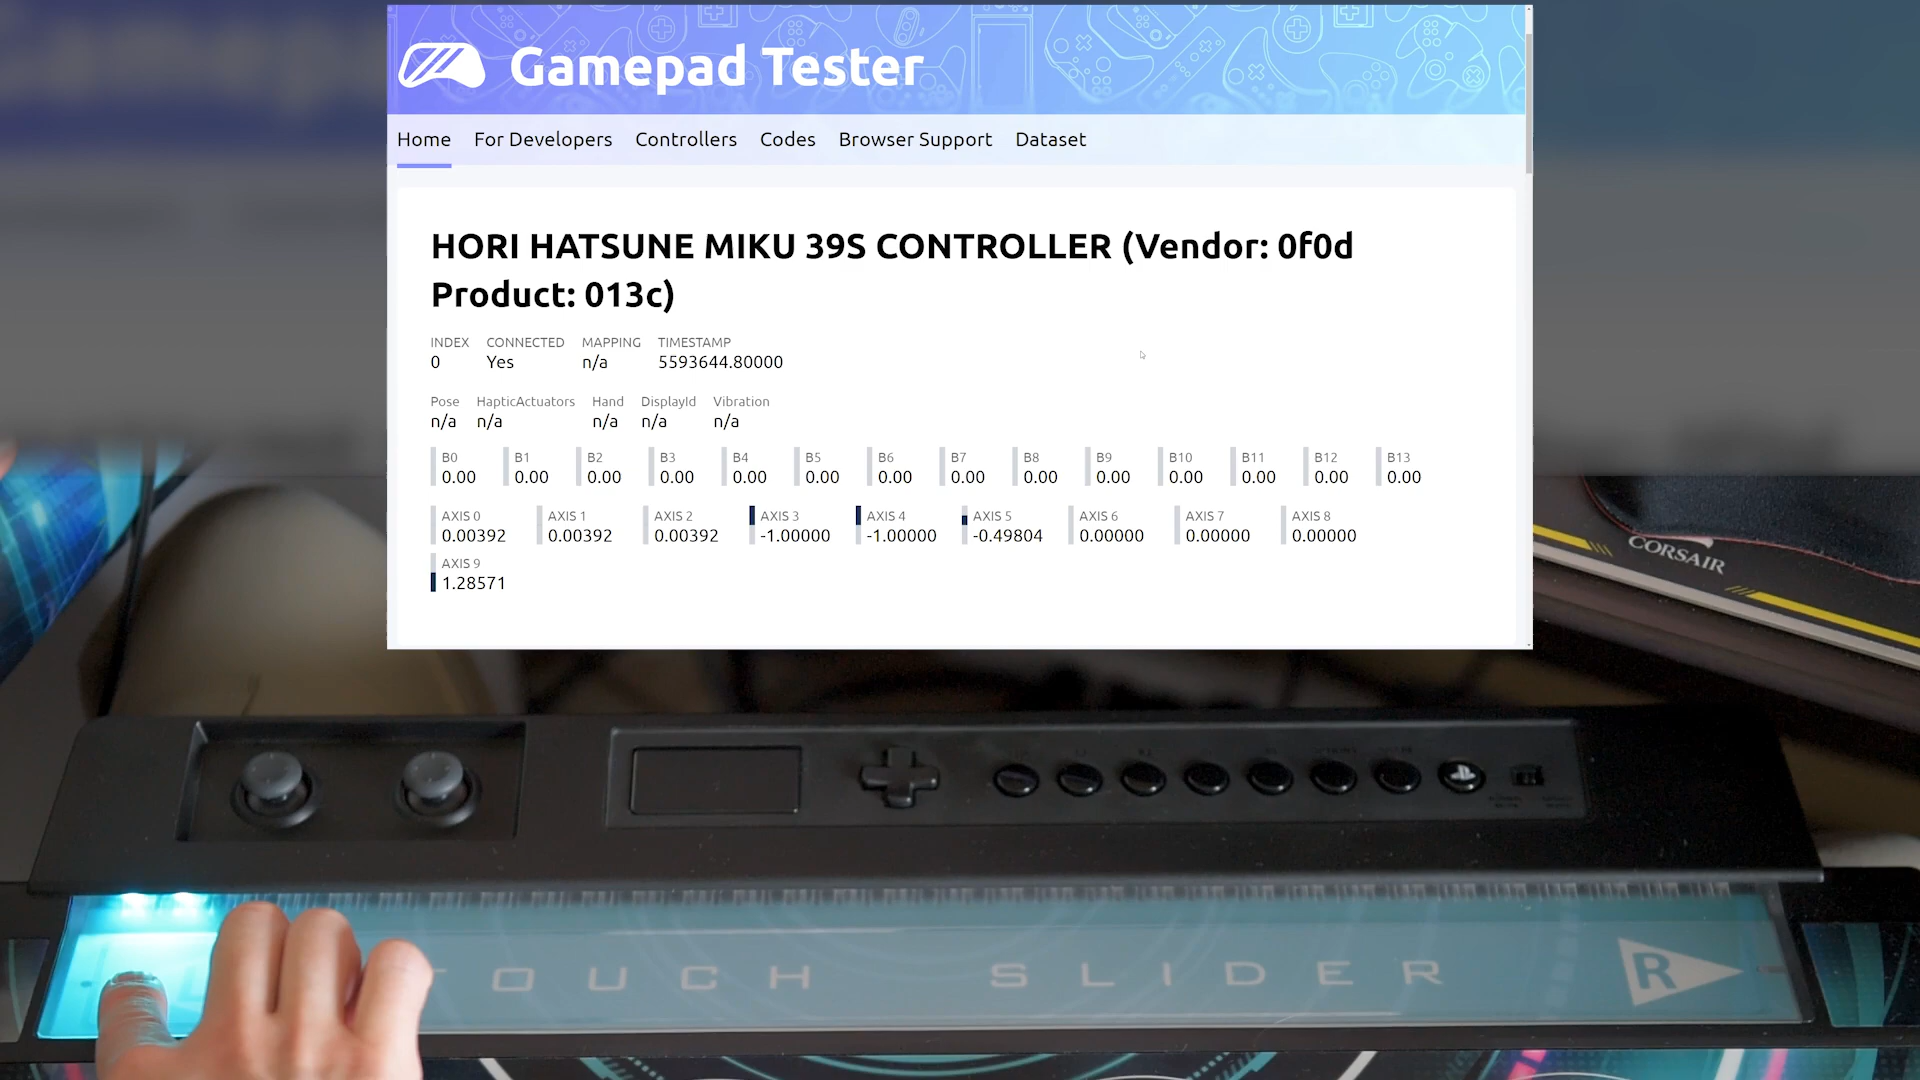 Gamepad Tester
Home For Developers Controllers Codes Browser Support Dataset
HORI HATSUNE MIKU 39S CONTROLLER (Vendor: 0f0d
Product: 013c)
INDEX CONNECTED MAPPING TIMESTAMP
0 Yes n/a 5593644.80000
Pose HapticActuators Hand DisplayId Vibration
n/a n/a n/a n/a n/a
B0 B1 B2 B3 B4 B5 B6 B7 B8 B9 B10 B11 B12 B13
0.00 0.00 0.00 0.00 0.00 0.00 0.00 0.00 0.00 0.00 0.00 0.00 0.00 0.00
AXIS 0 AXIS 1 AXIS 2 AXIS 3 AXIS 4 AXIS 5 AXIS 6 AXIS 7 AXIS 8
0.00392 0.00392 0.00392 -1.00000 -1.00000 -0.49804 0.00000 0.00000 0.00000
AXIS 9
1.28571
CORSAIR
OUCH SLIDER
R